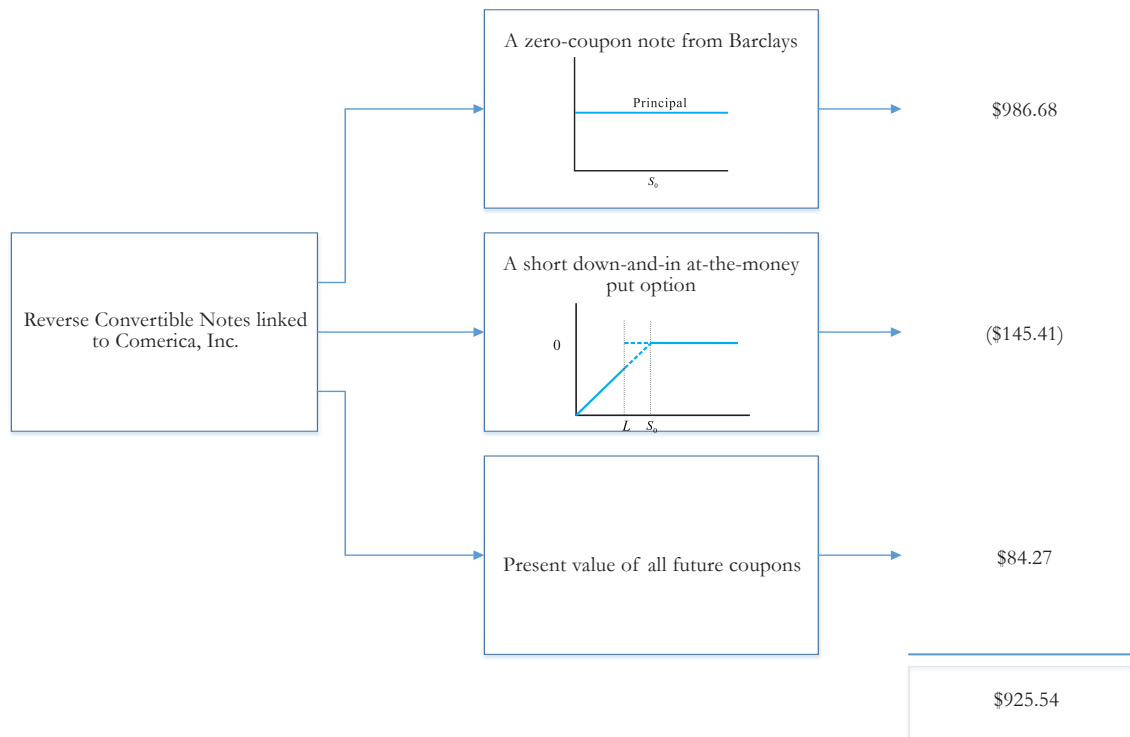 A zero-coupon note from Barclays
Principal
S₀
$986.68
Reverse Convertible Notes linked
to Comerica, Inc.
A short down-and-in at-the-money
put option
0
L S₀
($145.41)
Present value of all future coupons
$84.27
$925.54